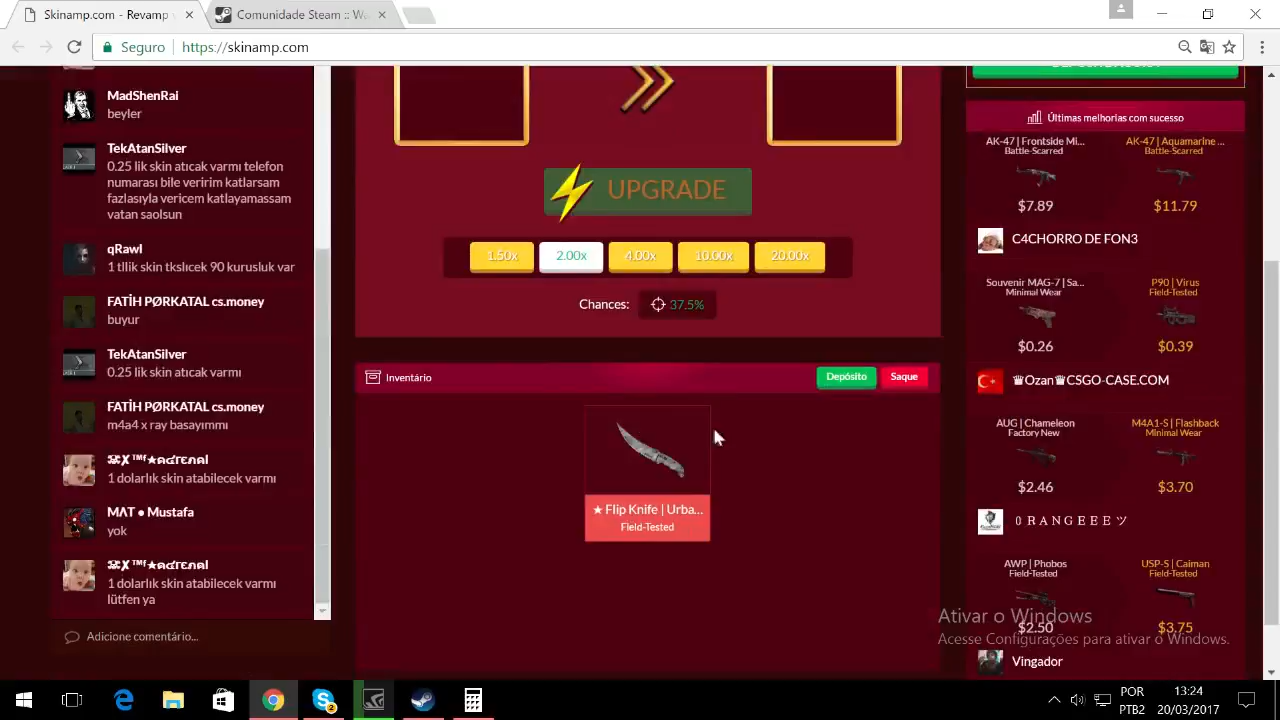 Skinamp.com - Revamp
Comunidade Steam :: W
Seguro
https://skinamp.com
MadShenRai
beyler
TekAtanSilver
0.25 lik skin atıcak varmı telefon
numarası bile veririm katlarsam
fazlasıyla vericem katlayamassam
vatan saolsun
qRawl
1 tllik skin tkslıcek 90 kurusluk var
FATİH PØRKATAL cs.money
buyur
TekAtanSilver
0.25 lik skin atıcak varmı
FATİH PØRKATAL cs.money
m4a4 x ray basayımmı
1 dolarlık skin atabilecek varmı
MΛT ● Mustafa
yok
1 dolarlık skin atabilecek varmı
lütfen ya
Adicione comentário...
UPGRADE
1.50x
2.00x
4.00x
10.00x
20.00x
Chances:
37.5%
Inventário
Depósito
Saque
★ Flip Knife | Urba...
Field-Tested
Últimas melhorias com sucesso
AK-47 | Frontside Mi...
Battle-Scarred
$7.89
AK-47 | Aquamarine ...
Battle-Scarred
$11.79
C4CHORRO DE FON3
Souvenir MAG-7 | Sa...
Minimal Wear
$0.26
P90 | Virus
Field-Tested
$0.39
♛Ozan♛CSGO-CASE.COM
AUG | Chameleon
Factory New
$2.46
M4A1-S | Flashback
Minimal Wear
$3.70
0 R A N G E E E ツ
AWP | Phobos
Field-Tested
$2.50
USP-S | Caiman
Field-Tested
$3.75
Vingador
Ativar o Windows
Acesse Configurações para ativar o Windows.
2
POR
PTB2
13:24
20/03/2017